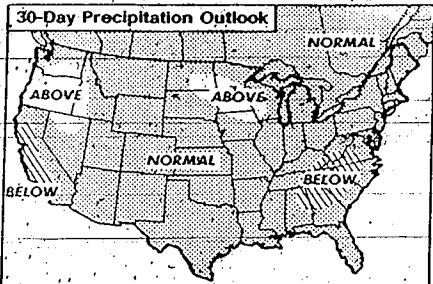 30-Day Precipitation Outlook
NORMAL
ABOVE
ABOVE
NORMAL
BELOW
BELOW